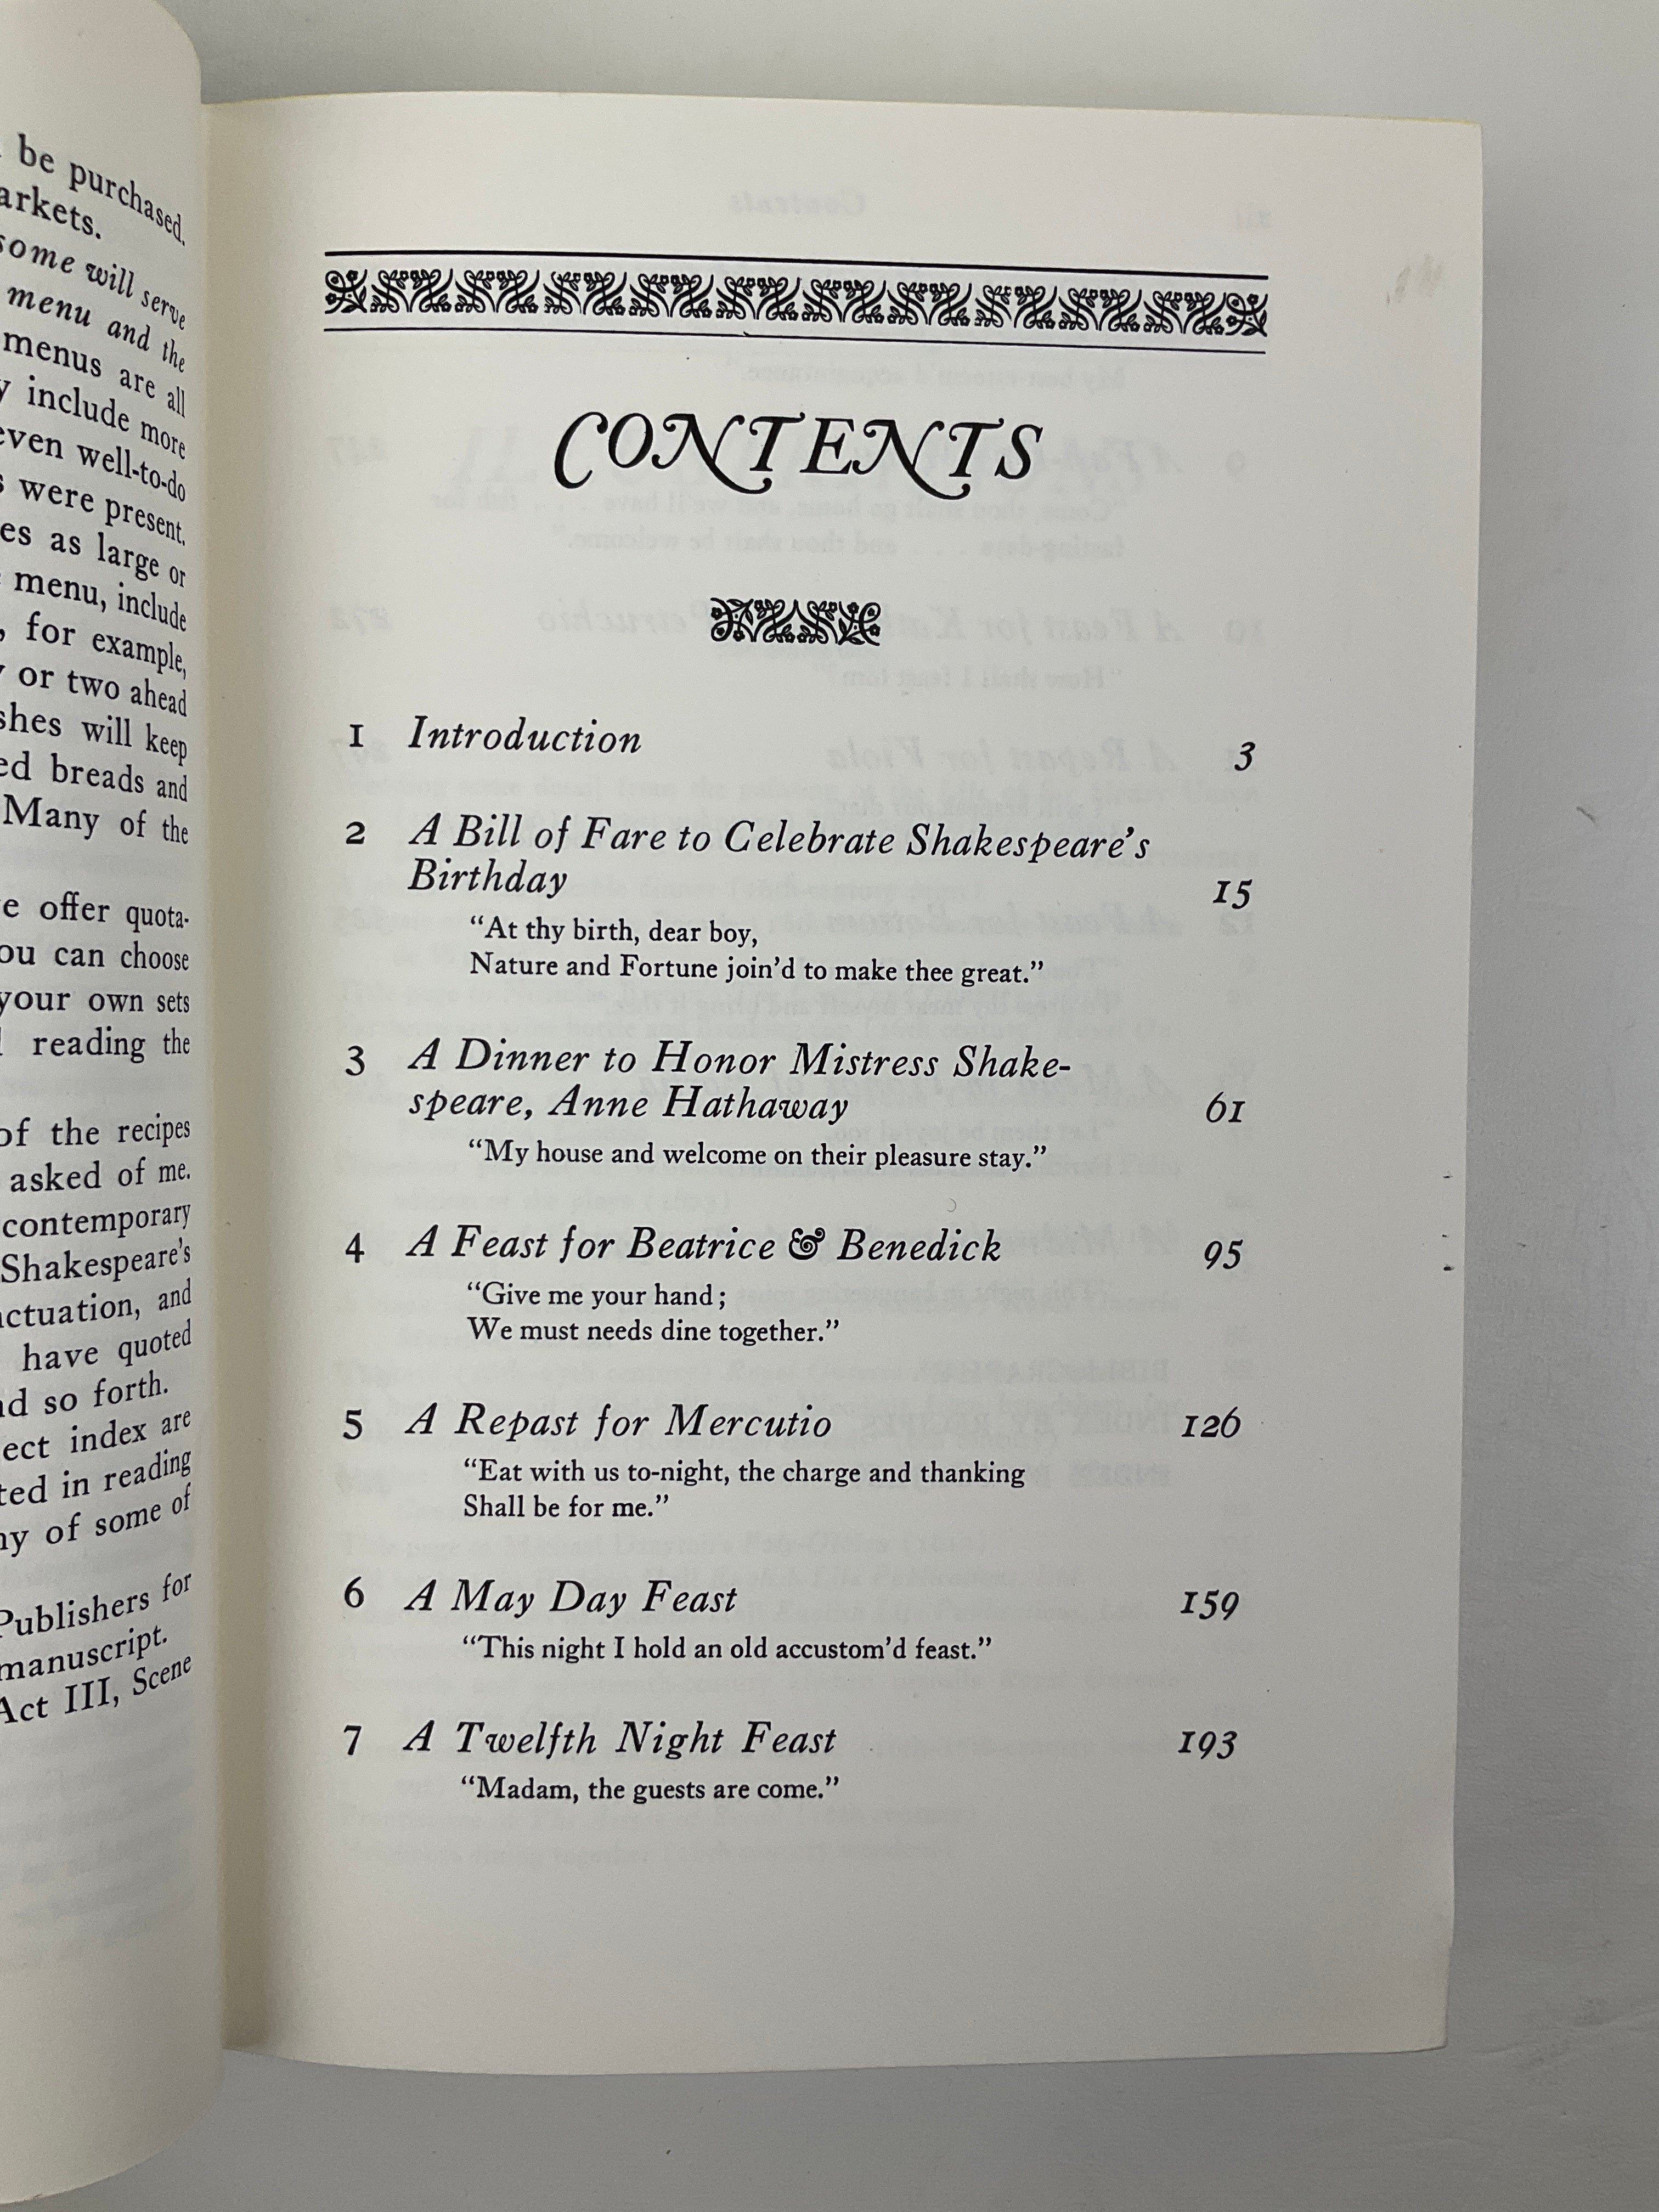 be purchased.
arkets.
some will serve
menu and the
menus are all
include more
even well-to-do
were present.
as large or
menu, include
for example,
or two ahead
will keep
breads and
Many of the
offer quota-
can choose
your own sets
reading the
of the recipes
asked of me.
contemporary
Shakespeare's
and
have quoted
so forth.
index are
in reading
of some of
Publishers for
manuscript.
Act III, Scene
CONTENTS
1 Introduction 3
2 A Bill of Fare to Celebrate Shakespeare's
Birthday 15
“At thy birth, dear boy,
Nature and Fortune join'd to make thee great.”
3 A Dinner to Honor Mistress Shake-
speare, Anne Hathaway 61
“My house and welcome on their pleasure stay.”
4 A Feast for Beatrice & Benedick 95
“Give me your hand;
We must needs dine together.”
5 A Repast for Mercutio 126
“Eat with us to-night, the charge and thanking
Shall be for me.”
6 A May Day Feast 159
“This night I hold an old accustom'd feast.”
7 A Twelfth Night Feast 193
“Madam, the guests are come.”